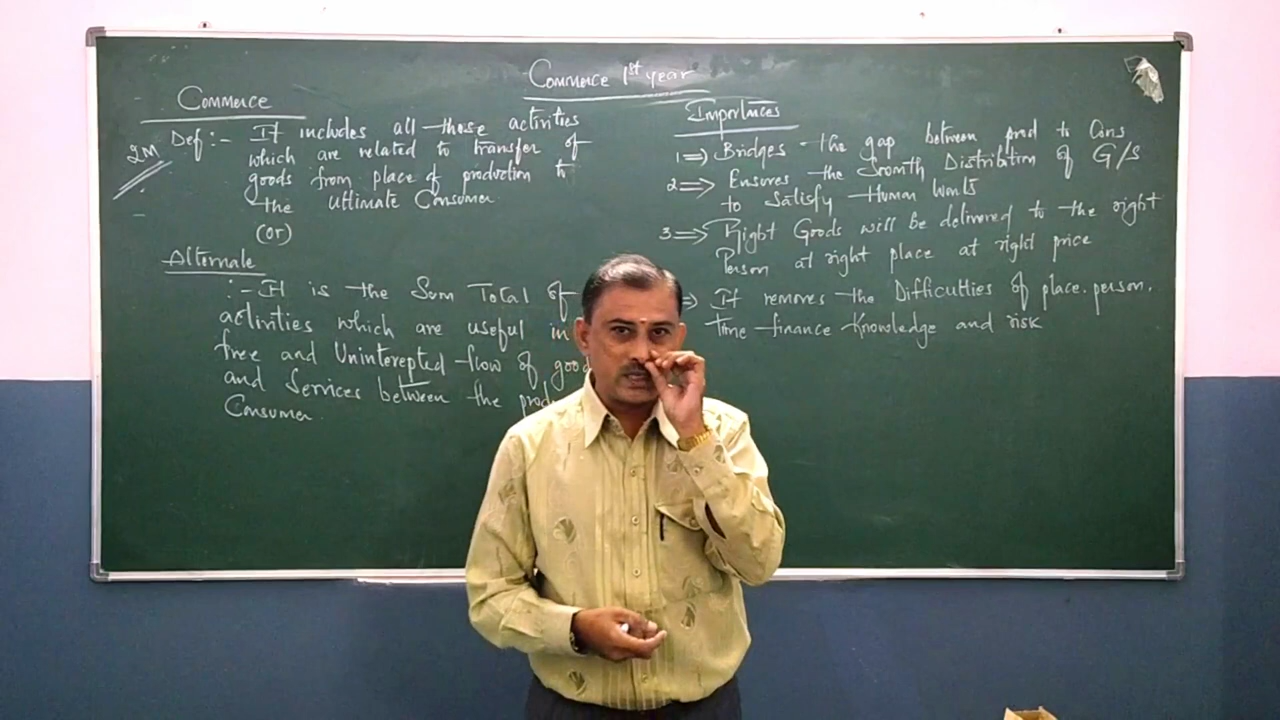 Commerce 1st year
Commerce
2M Def:- It includes all those activities
which are related to transfer of
goods from place of production to
the ultimate Consumer
(or)
Alternate
:- It is the Sum Total of
activities which are useful in
free and Uninterepted flow of good
and Services between the prod
Consumer.
Importances
1⇒ Bridges the gap between prod to Cons
2⇒ Ensures the Smooth Distribution of G/S
to Satisfy Human Wants
3⇒ Right Goods will be delivered to the right
Person at right place at right price
⇒ It removes the Difficulties of place. person.
Time finance Knowledge and risk